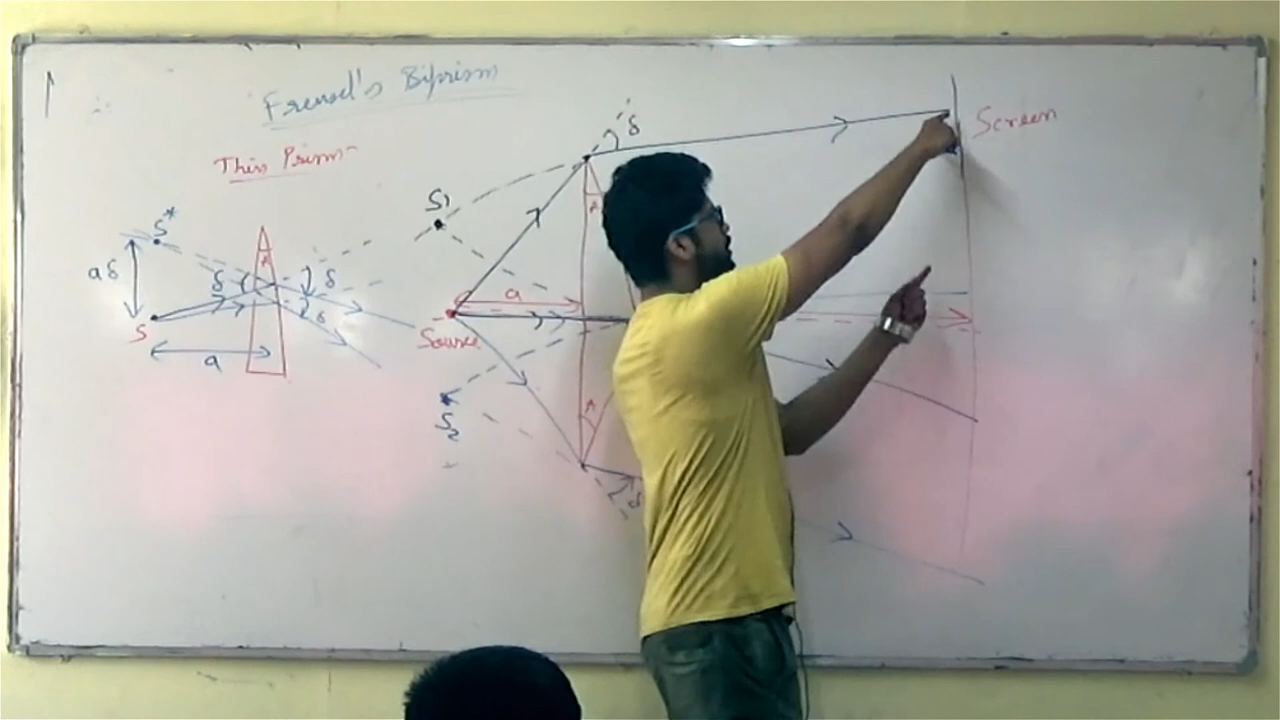 Fresnel's Biprism
Thin Prism-
S*
aδ
S
a
A
δ
δ
δ
S1
Source
a
S2
δ
A
A
δ
Screen